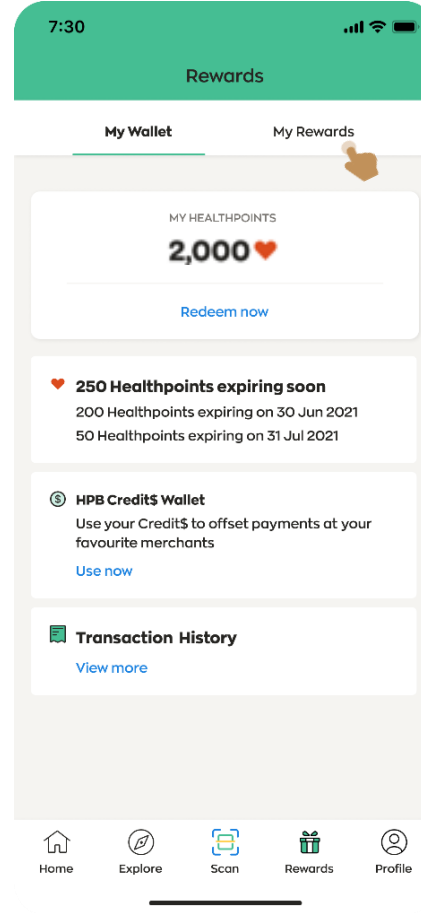 7:30
Rewards
My Wallet
My Rewards
MY HEALTHPOINTS
2,000
Redeem now
250 Healthpoints expiring soon
200 Healthpoints expiring on 30 Jun 2021
50 Healthpoints expiring on 31 Jul 2021
$
HPB Credit$ Wallet
Use your Credit$ to offset payments at your
favourite merchants
Use now
Transaction History
View more
Home
Explore
Scan
Rewards
Profile